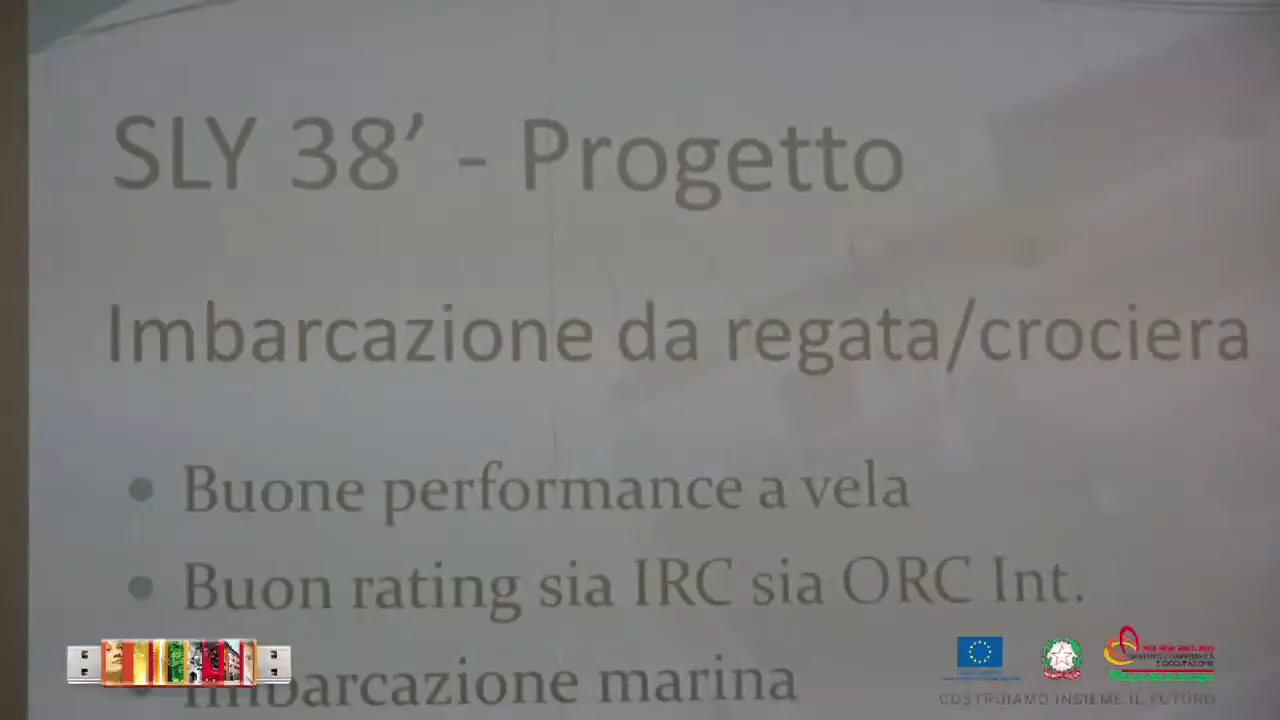 SLY 38’ - Progetto
Imbarcazione da regata/crociera
• Buone performance a vela
• Buon rating sia IRC sia ORC Int.
• Imbarcazione marina
COSTRUIAMO INSIEME IL FUTURO